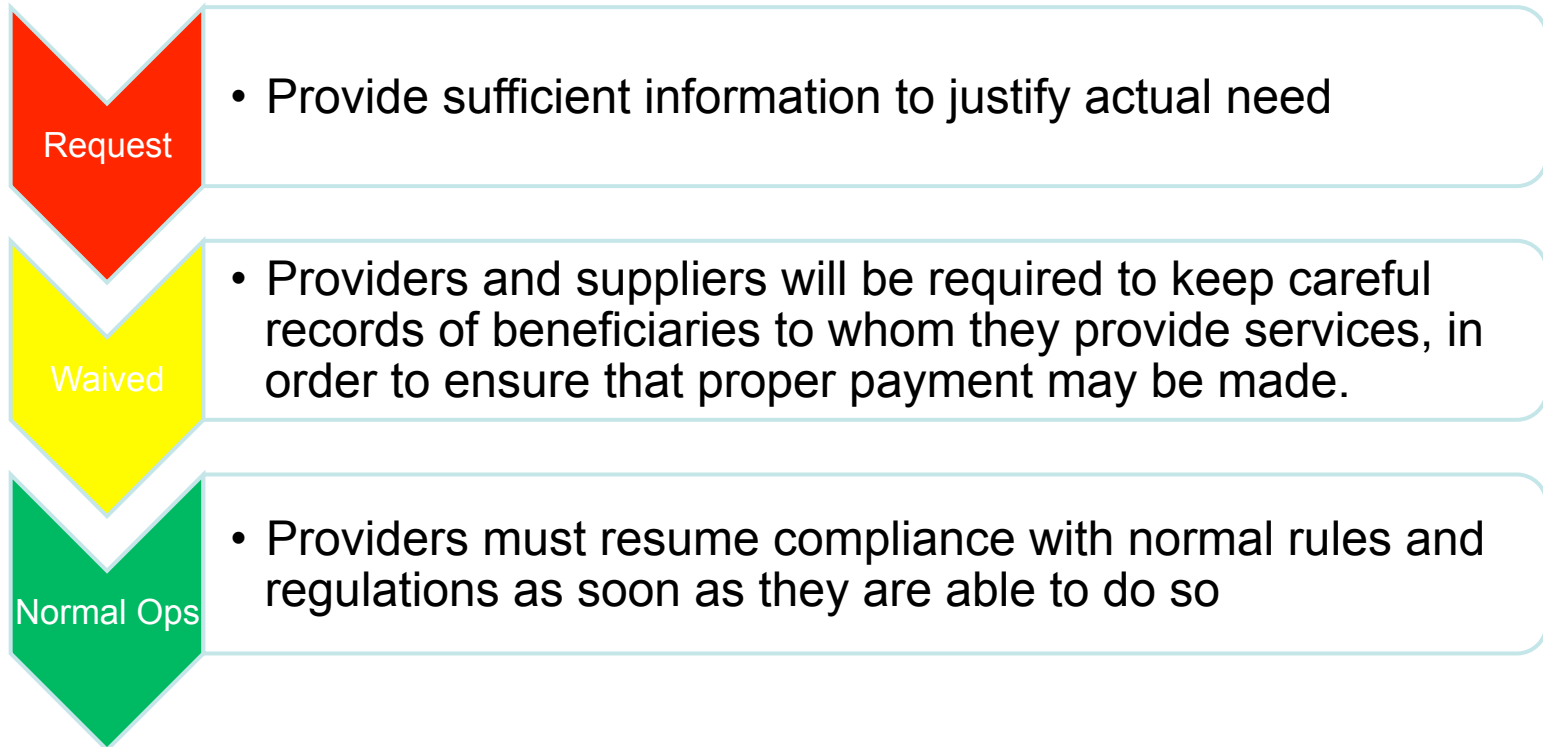 Request
• Provide sufficient information to justify actual need
Waived
• Providers and suppliers will be required to keep careful
records of beneficiaries to whom they provide services, in
order to ensure that proper payment may be made.
Normal Ops
• Providers must resume compliance with normal rules and
regulations as soon as they are able to do so